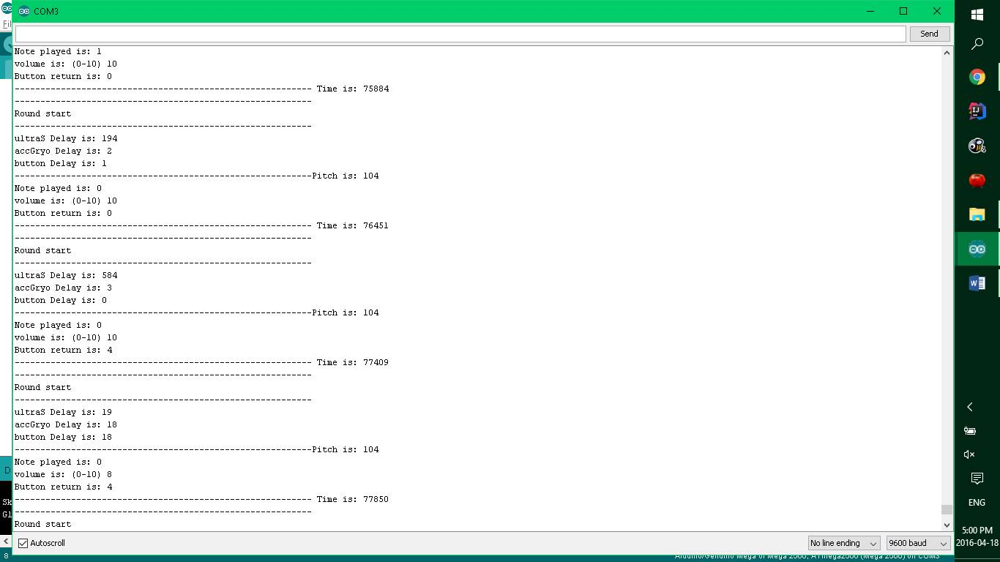 COM3
Send
Note played is: 1
volume is: (0-10) 10
Button return is: 0
---------------------------------------------------------- Time is: 75884
----------------------------------------------------------
Round start
----------------------------------------------------------
ultraS Delay is: 194
accGryo Delay is: 2
button Delay is: 1
----------------------------------------------------------Pitch is: 104
Note played is: 0
volume is: (0-10) 10
Button return is: 0
---------------------------------------------------------- Time is: 76451
----------------------------------------------------------
Round start
----------------------------------------------------------
ultraS Delay is: 584
accGryo Delay is: 3
button Delay is: 0
----------------------------------------------------------Pitch is: 104
Note played is: 0
volume is: (0-10) 10
Button return is: 4
---------------------------------------------------------- Time is: 77409
----------------------------------------------------------
Round start
----------------------------------------------------------
ultraS Delay is: 19
accGryo Delay is: 18
button Delay is: 18
----------------------------------------------------------Pitch is: 104
Note played is: 0
volume is: (0-10) 8
Button return is: 4
---------------------------------------------------------- Time is: 77850
----------------------------------------------------------
Round start
Autoscroll
No line ending
9600 baud
8
Arduino/Genuino Mega or Mega 2560, ATmega2560 (Mega 2560) on COM3
ENG
5:00 PM
2016-04-18